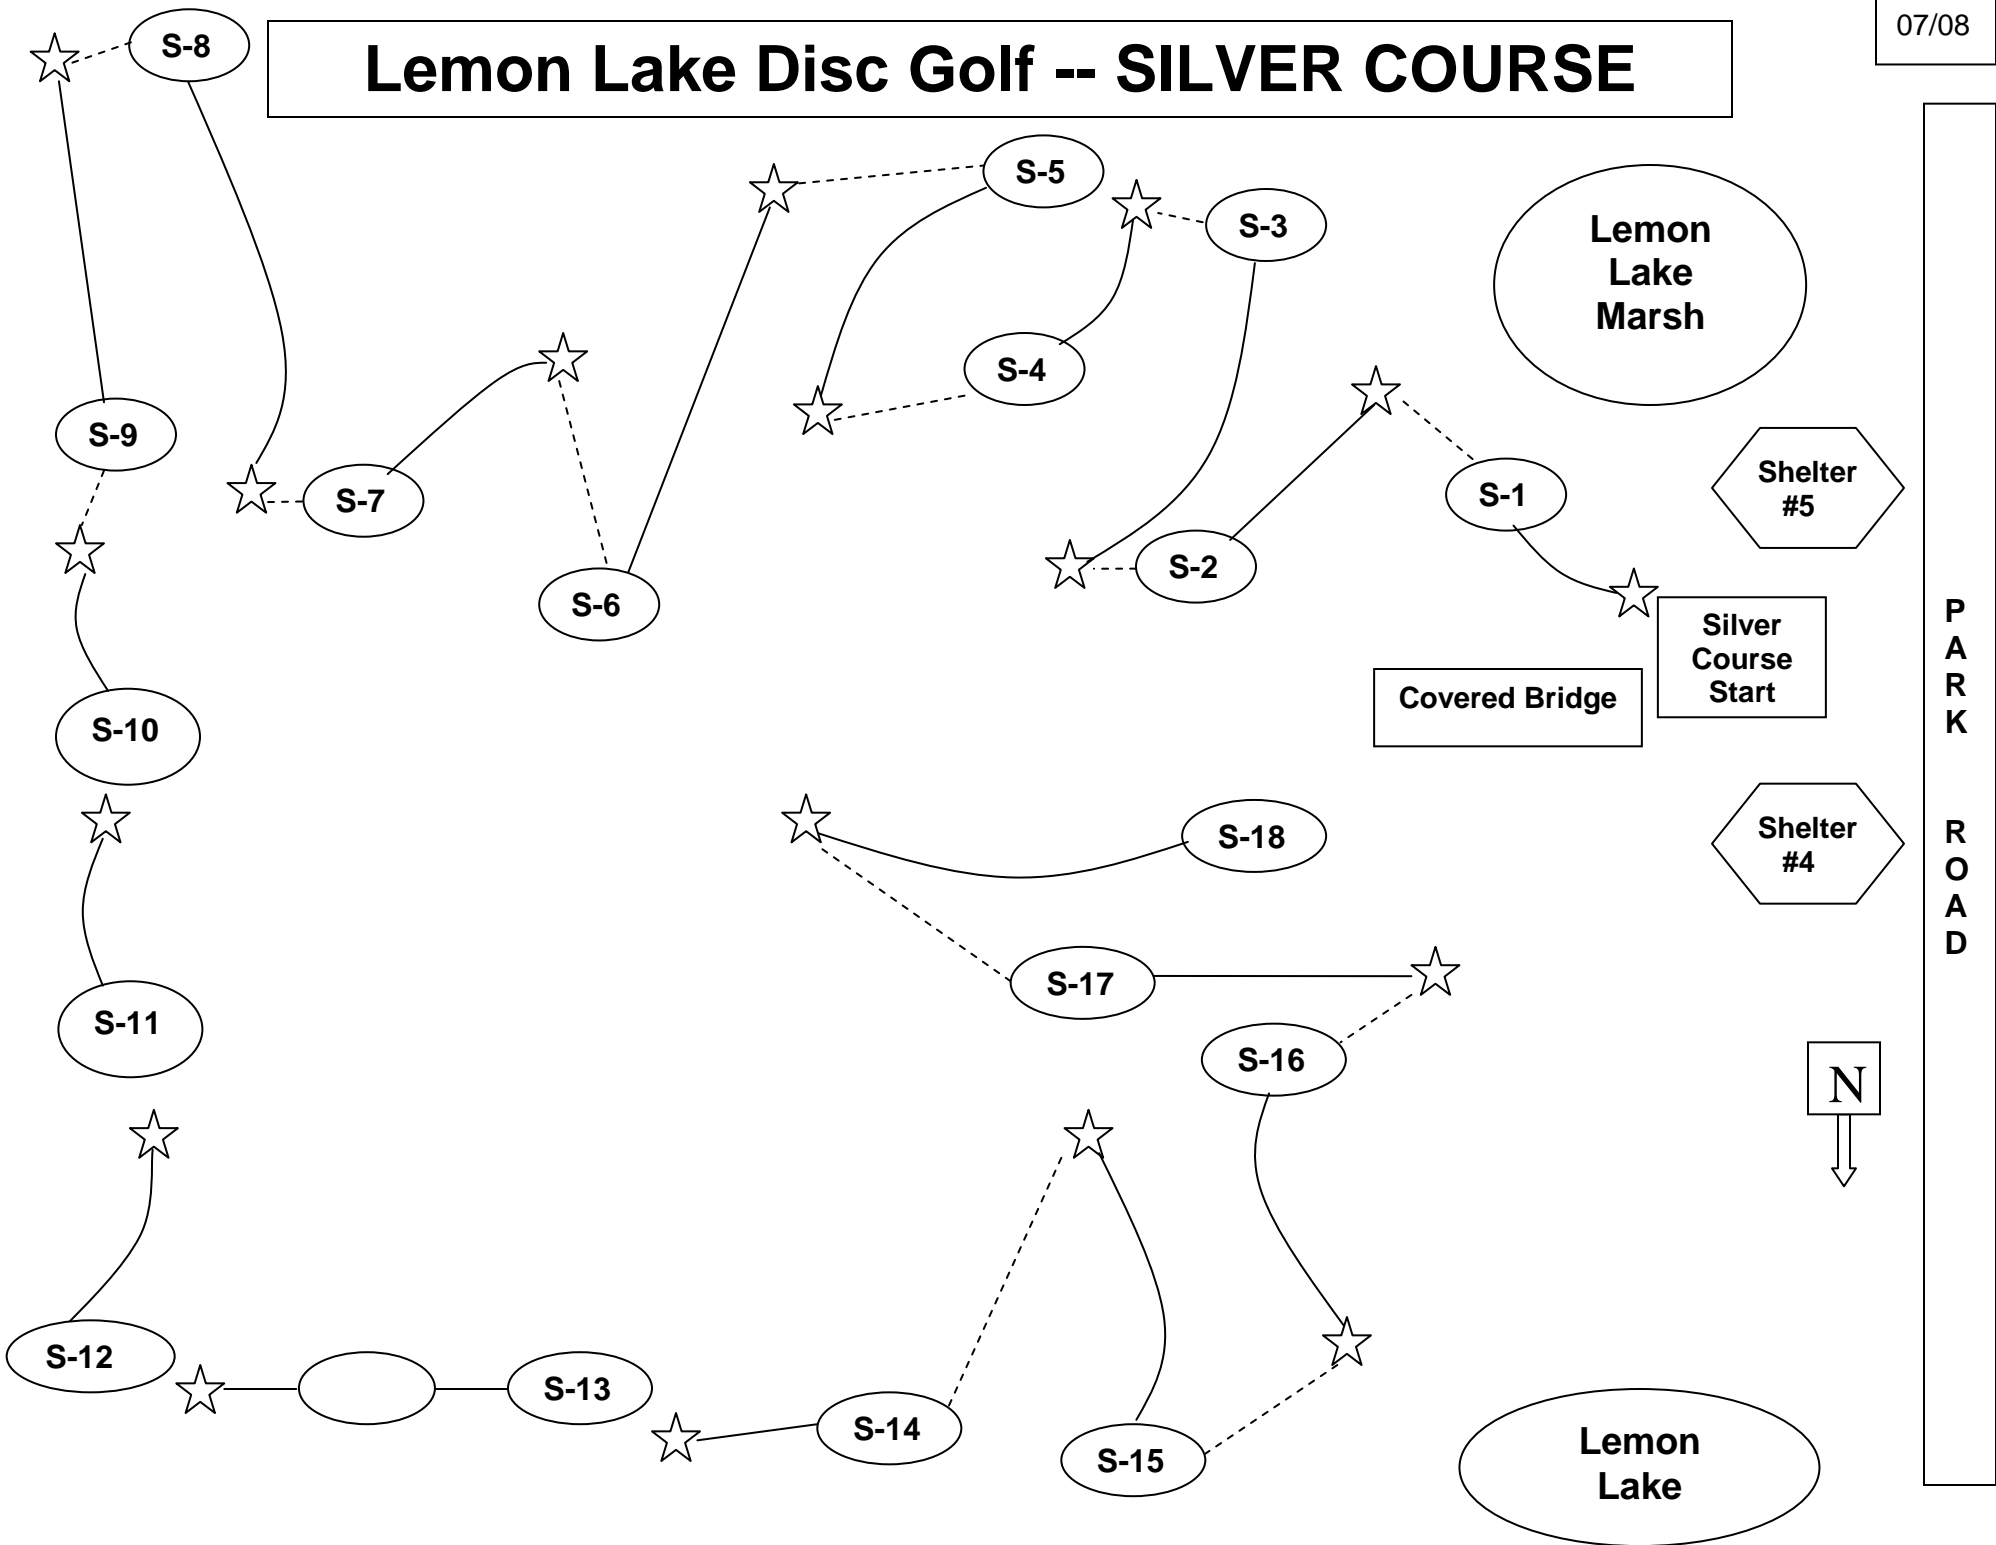 07/08
Lemon Lake Disc Golf -- SILVER COURSE
S-8
S-5
S-3
Lemon
Lake
Marsh
S-4
S-9
S-7
S-1
Shelter
#5
S-2
S-6
Silver
Course
Start
Covered Bridge
P
A
R
K
R
O
A
D
S-10
S-18
Shelter
#4
S-17
S-11
S-16
N
S-12
S-13
S-14
S-15
Lemon
Lake